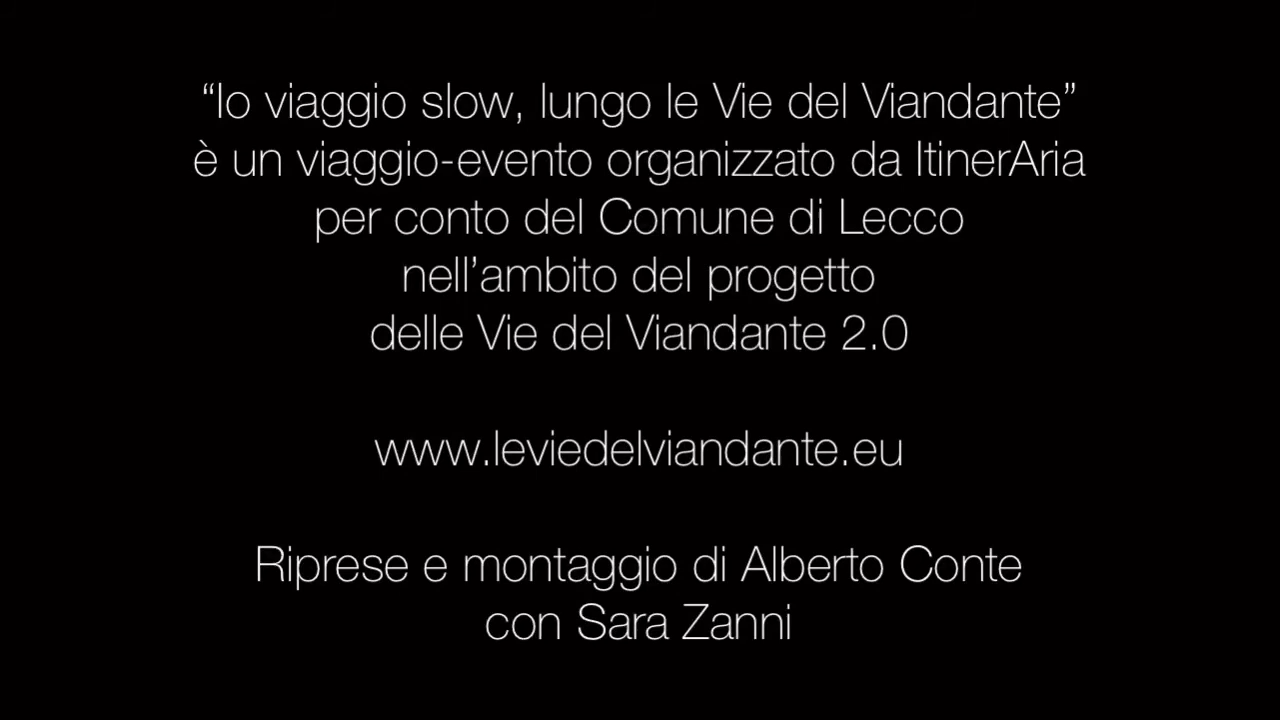 “Io viaggio slow, lungo le Vie del Viandante”
è un viaggio-evento organizzato da ItinerAria
per conto del Comune di Lecco
nell’ambito del progetto
delle Vie del Viandante 2.0
www.leviedelviandante.eu
Riprese e montaggio di Alberto Conte
con Sara Zanni